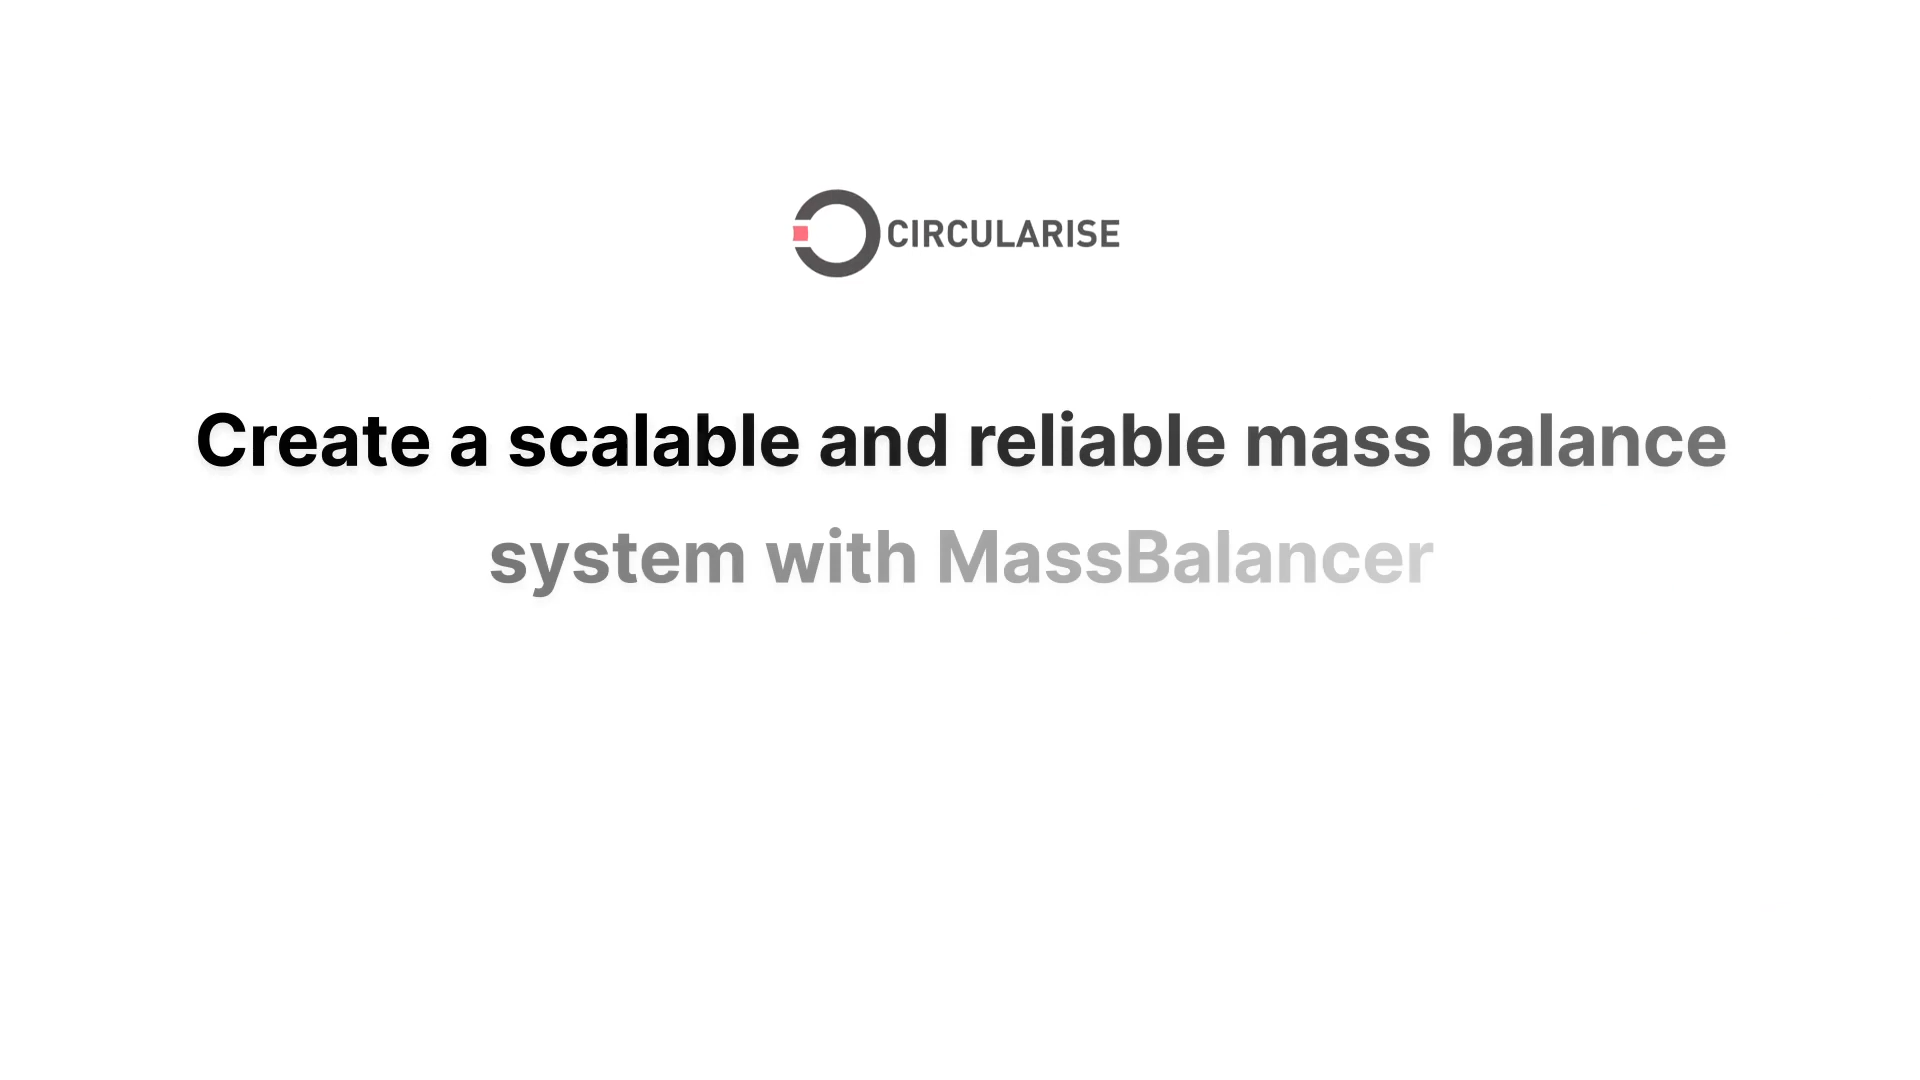 CIRCULARISE
Create a scalable and reliable mass balance
system with MassBalancer